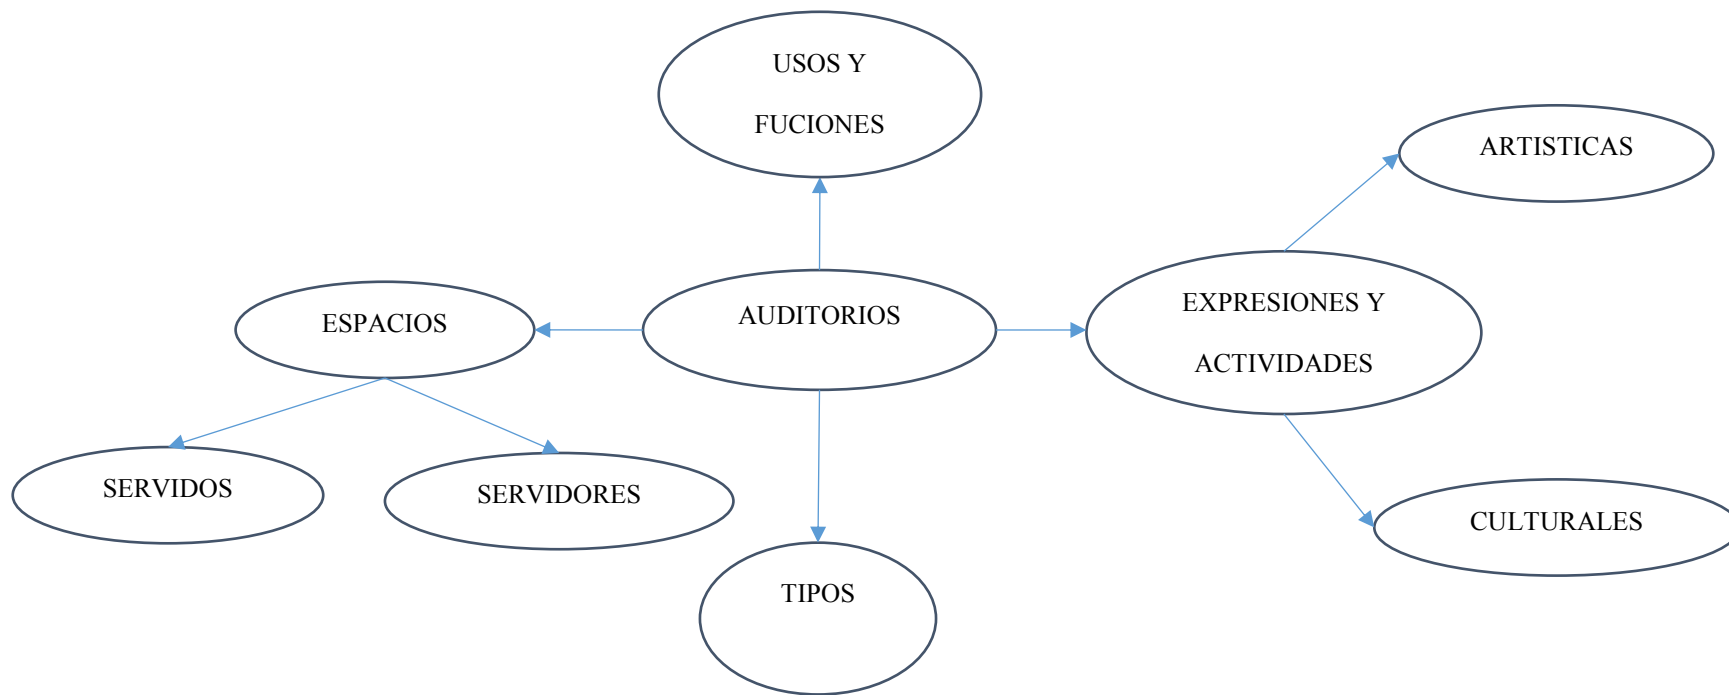 USOS Y
FUCIONES
ARTISTICAS
ESPACIOS
AUDITORIOS
EXPRESIONES Y
ACTIVIDADES
SERVIDOS
SERVIDORES
CULTURALES
TIPOS